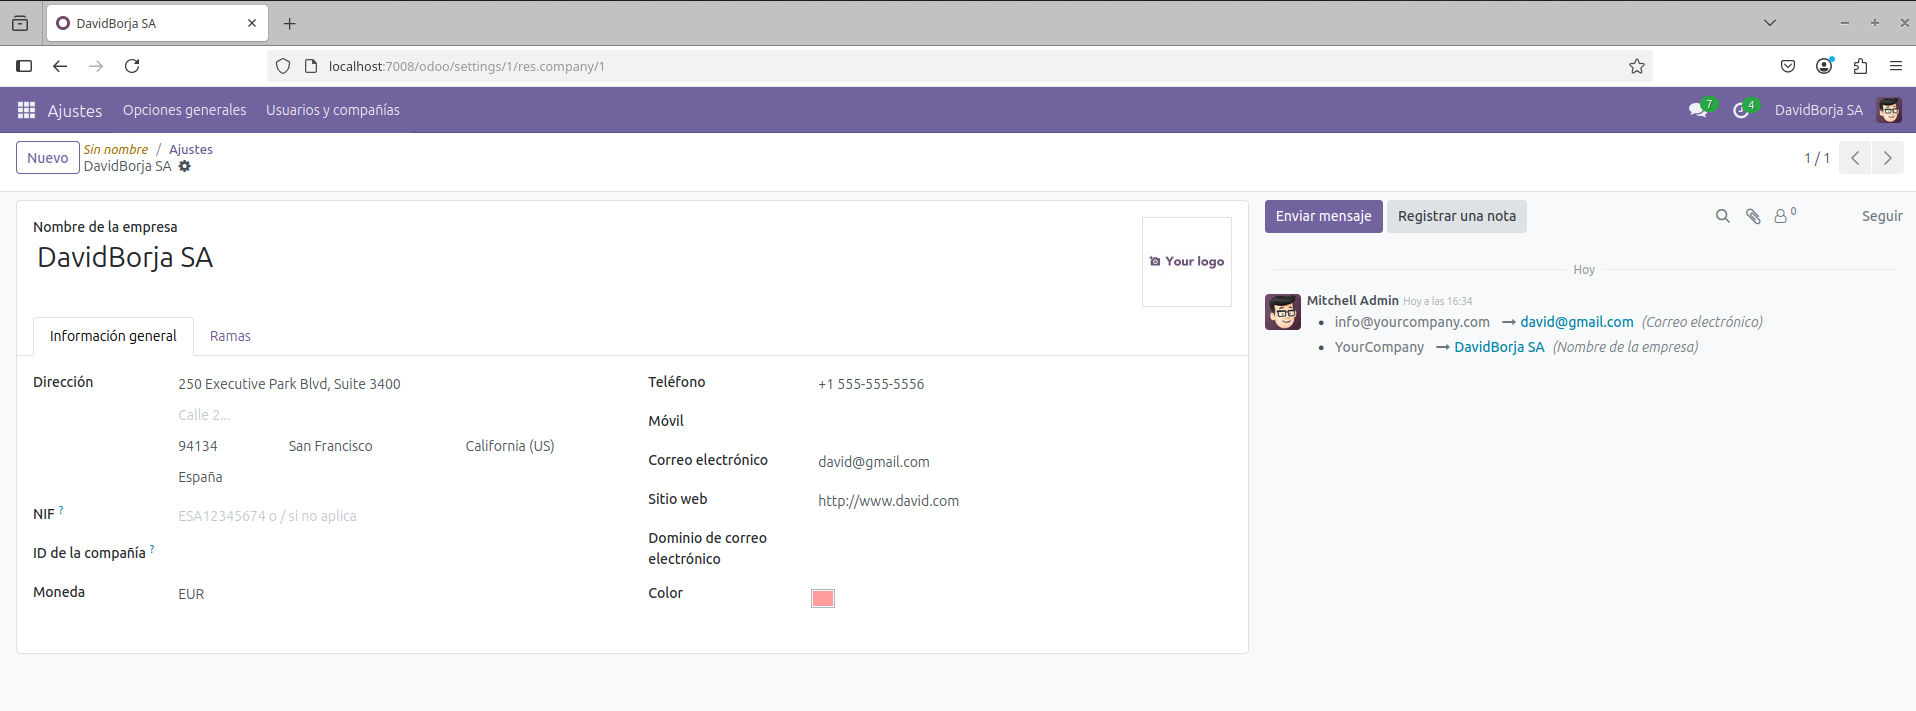 DavidBorja SA
localhost:7008/odoo/settings/1/res.company/1
Ajustes Opciones generales Usuarios y compañías 7 4 DavidBorja SA
Nuevo Sin nombre / Ajustes
DavidBorja SA 1 / 1
Nombre de la empresa
DavidBorja SA
Your logo
Información general Ramas
Dirección 250 Executive Park Blvd, Suite 3400
Calle 2...
94134 San Francisco California (US)
España
NIF ? ESA12345674 o / si no aplica
ID de la compañía ?
Moneda EUR
Teléfono +1 555-555-5556
Móvil
Correo electrónico david@gmail.com
Sitio web http://www.david.com
Dominio de correo
electrónico
Color
Enviar mensaje Registrar una nota 0 Seguir
Hoy
Mitchell Admin Hoy a las 16:34
• info@yourcompany.com → david@gmail.com (Correo electrónico)
• YourCompany → DavidBorja SA (Nombre de la empresa)